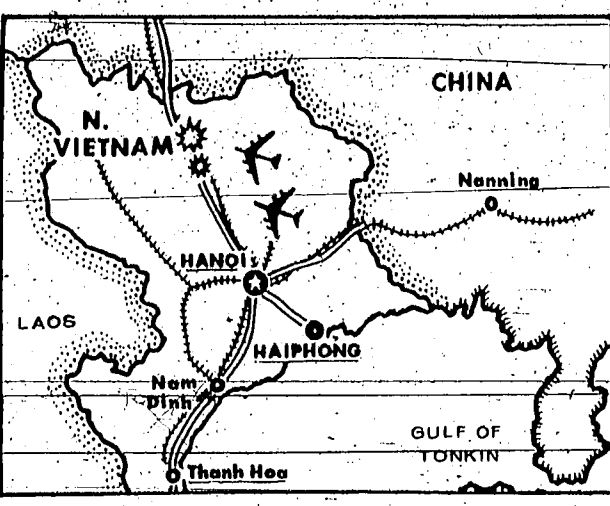 CHINA
N.
VIETNAM
Nanning
HANOI
LAOS
HAIPHONG
Nam
Dinh
GULF OF
TONKIN
Thanh Hoa